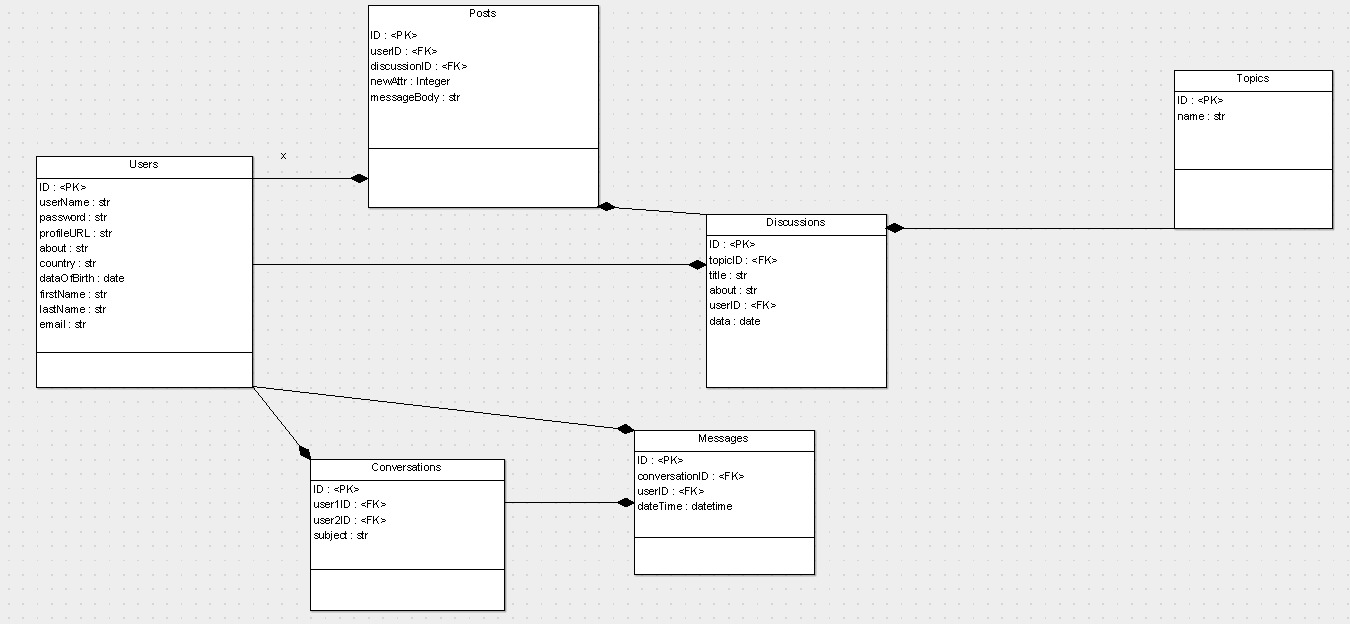 Posts
ID : <PK>
userID : <FK>
discussionID : <FK>
newAttr : Integer
messageBody : str
Topics
ID : <PK>
name : str
x
Users
ID : <PK>
userName : str
password : str
profileURL : str
about : str
country : str
dataOfBirth : date
firstName : str
lastName : str
email : str
Discussions
ID : <PK>
topicID : <FK>
title : str
about : str
userID : <FK>
data : date
Conversations
ID : <PK>
user1ID : <FK>
user2ID : <FK>
subject : str
Messages
ID : <PK>
conversationID : <FK>
userID : <FK>
dateTime : datetime